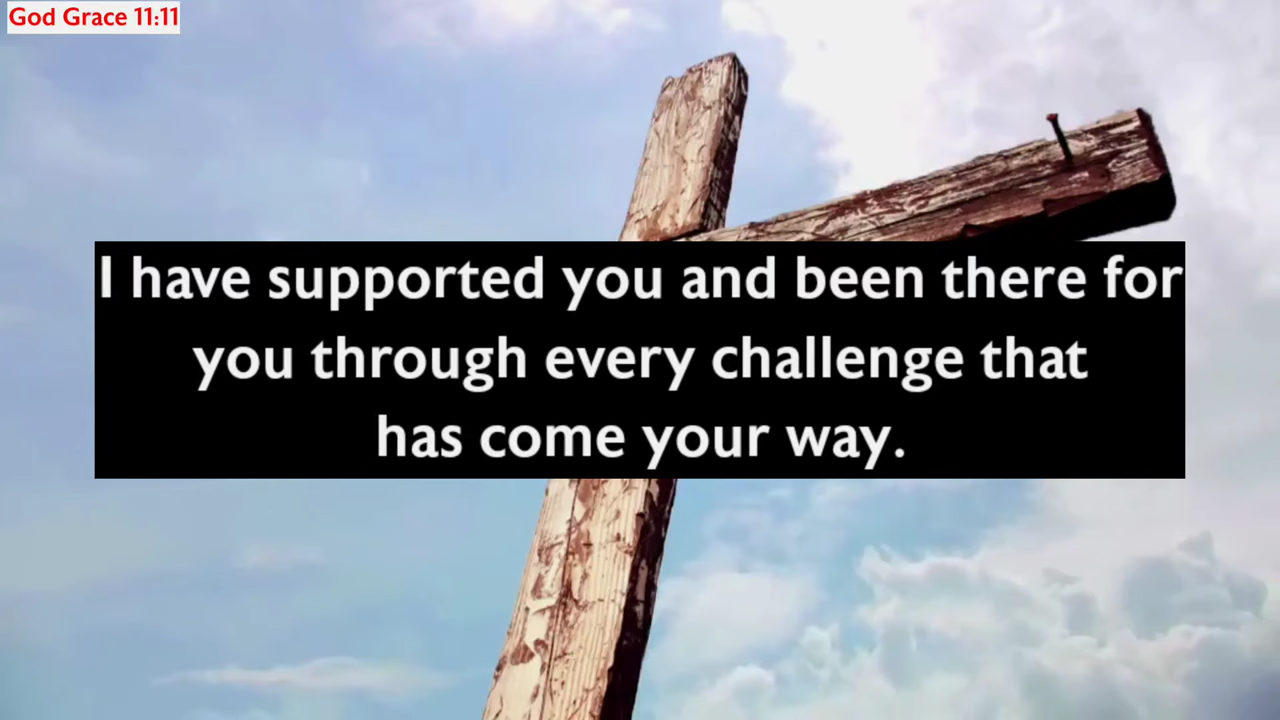 God Grace 11:11
I have supported you and been there for
you through every challenge that
has come your way.